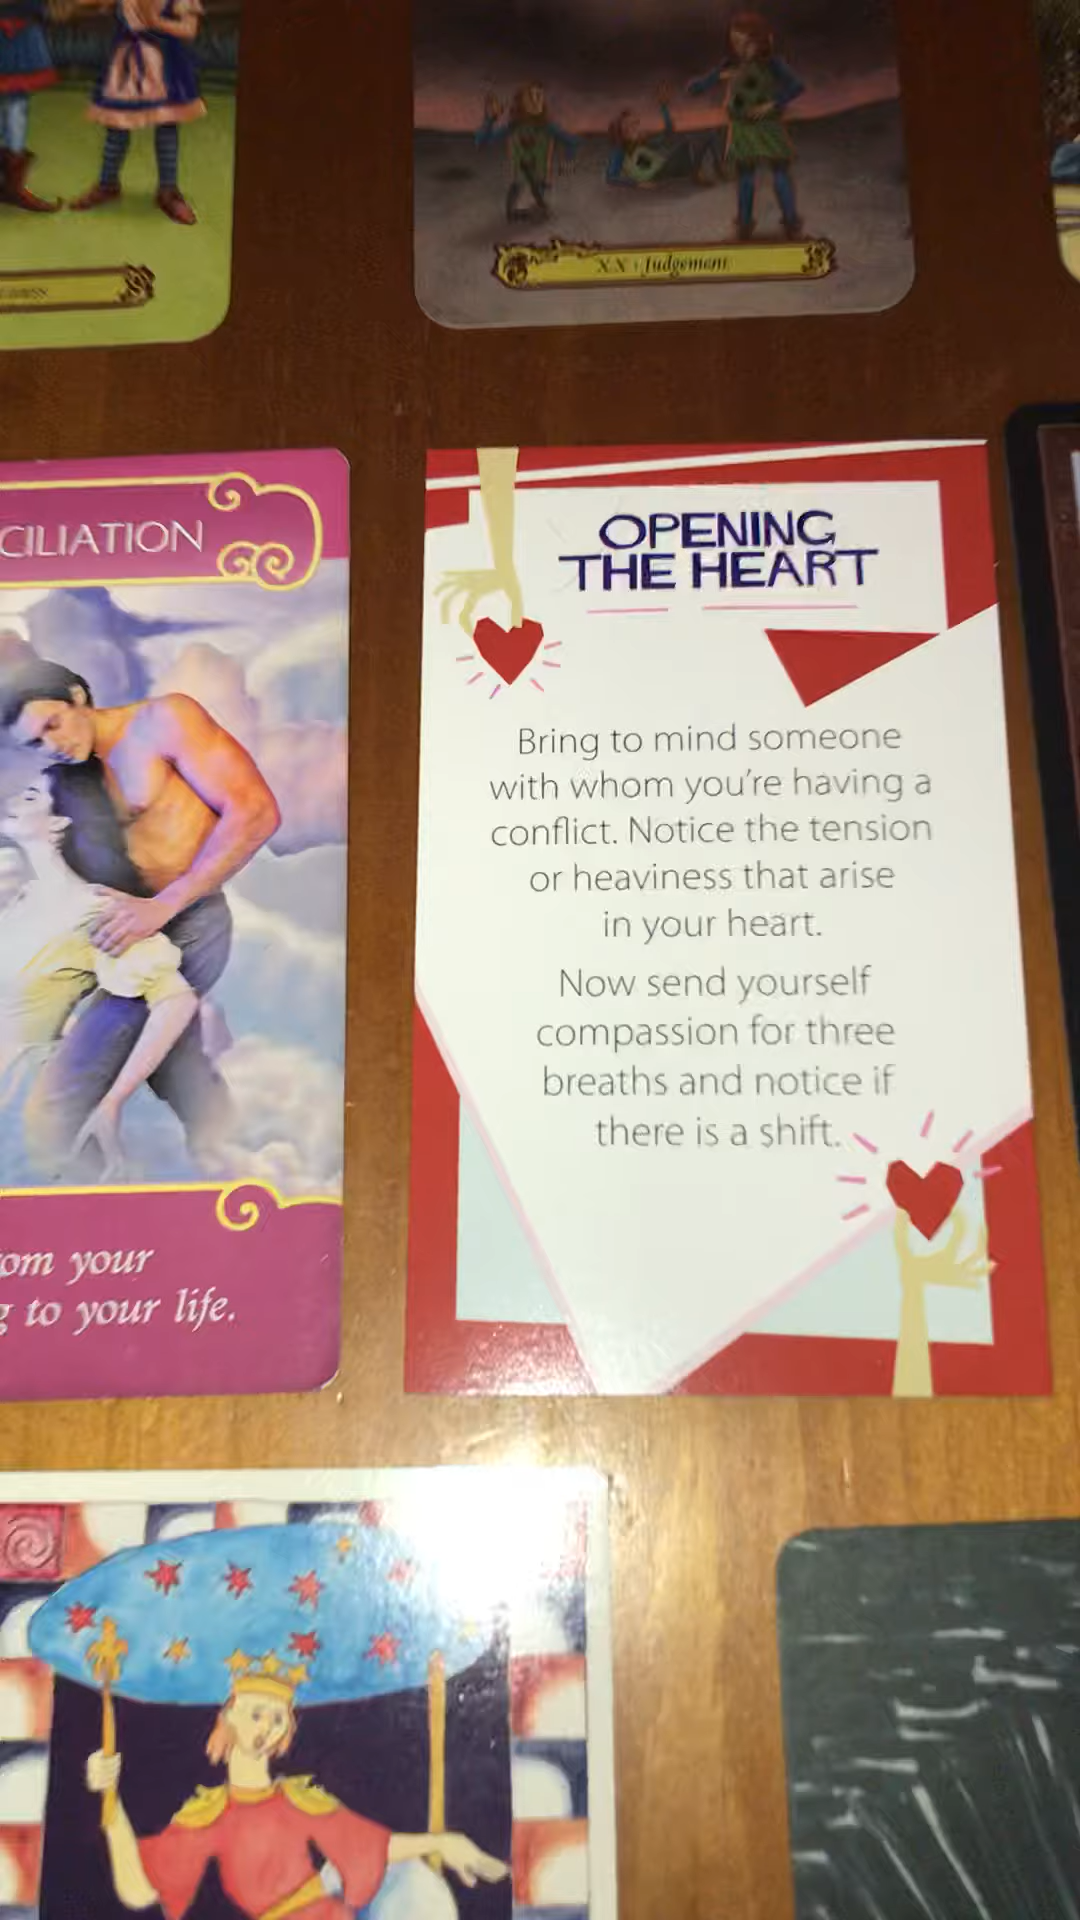 XX : Judgement
CILIATION
OPENING
THE HEART
Bring to mind someone
with whom you're having a
conflict. Notice the tension
or heaviness that arise
in your heart.
Now send yourself
compassion for three
breaths and notice if
there is a shift.
om your
g to your life.